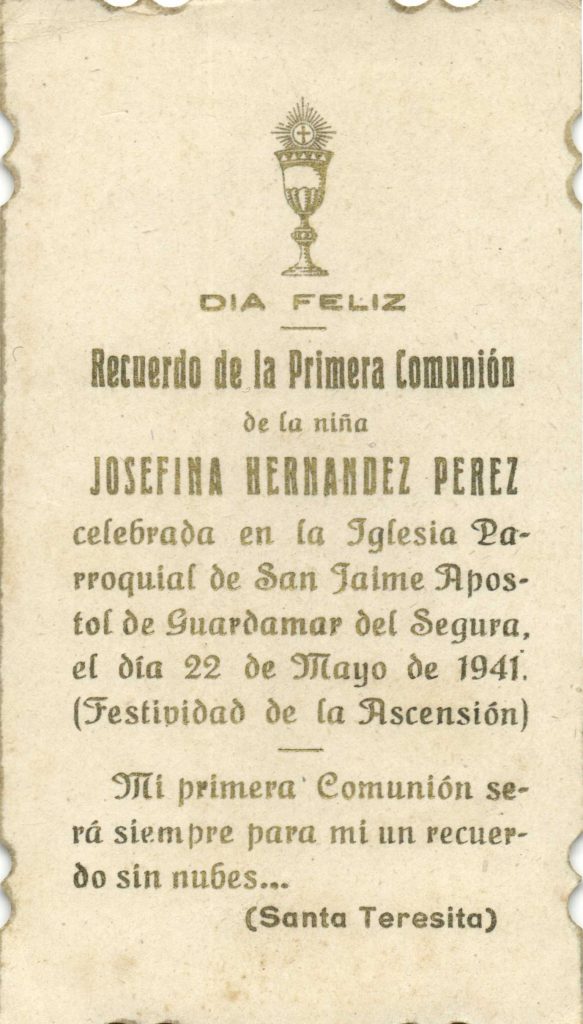 DIA FELIZ
Recuerdo de la Primera Comunión
de la niña
JOSEFINA HERNANDEZ PEREZ
celebrada en la Iglesia Pa-
rroquial de San Jaime Apos-
tol de Guardamar del Segura,
el día 22 de Mayo de 1941.
(Festividad de la Ascensión)
Mi primera Comunión se-
rá siempre para mi un recuer-
do sin nubes...
(Santa Teresita)